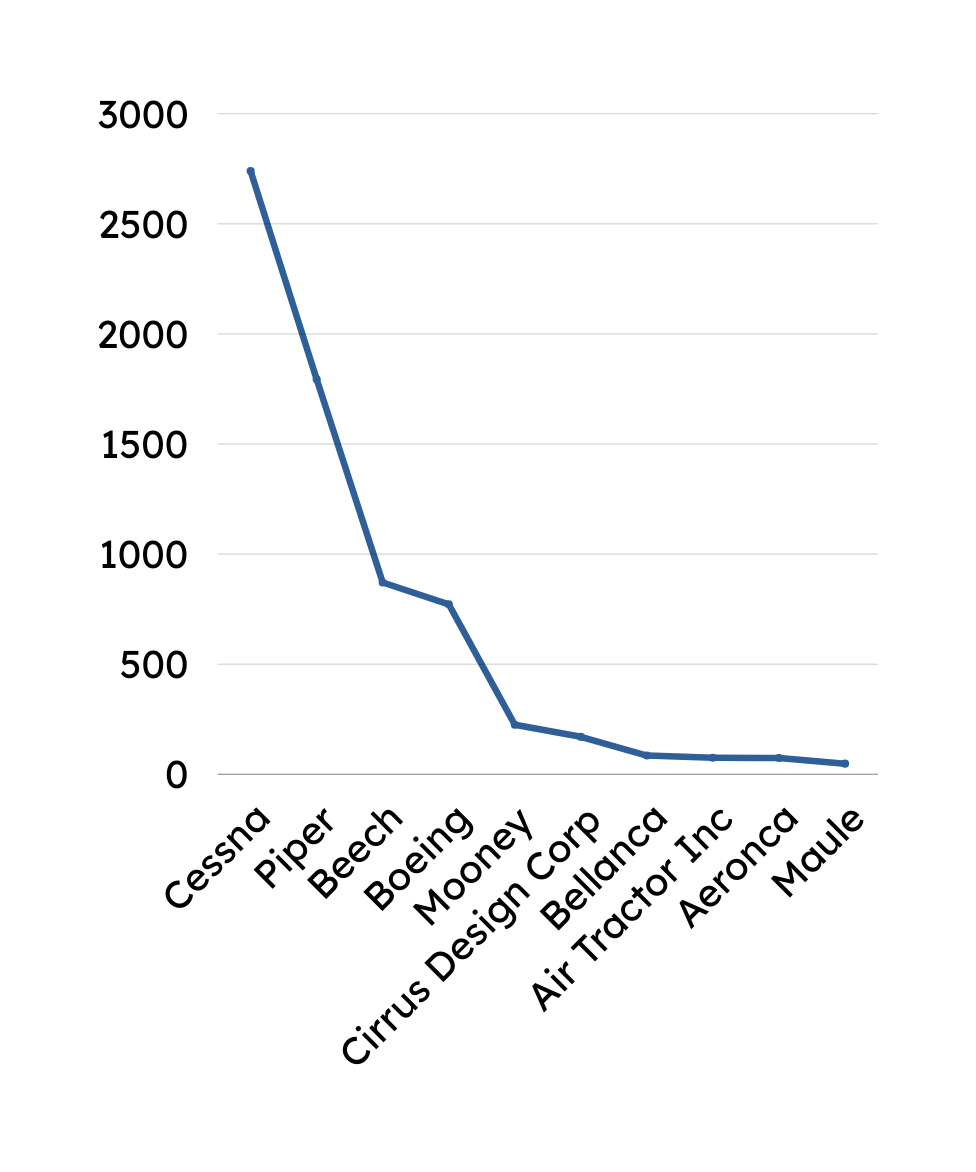 3000
2500
2000
1500
1000
500
0
Cessna
Piper
Beech
Boeing
Mooney
Cirrus Design Corp
Bellanca
Air Tractor Inc
Aeronca
Maule